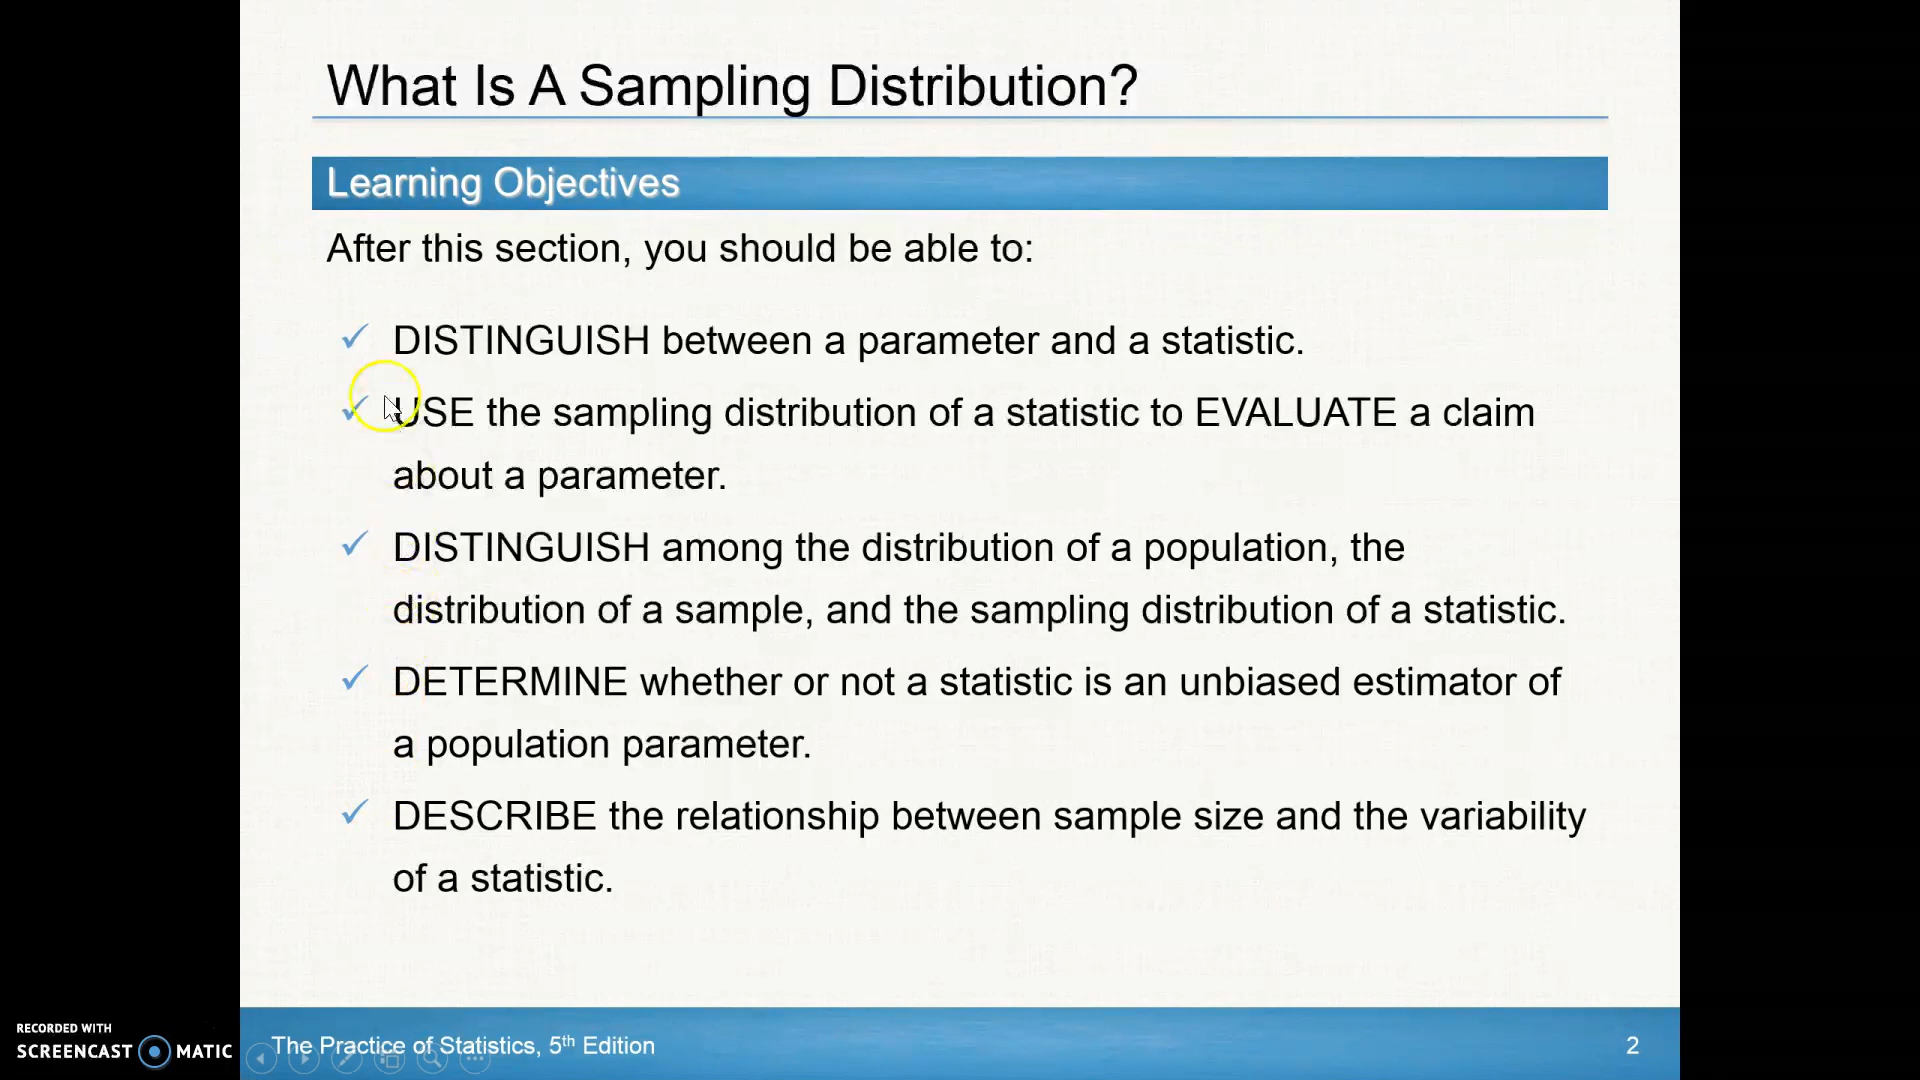 What Is A Sampling Distribution?
Learning Objectives
After this section, you should be able to:
✓ DISTINGUISH between a parameter and a statistic.
✓ USE the sampling distribution of a statistic to EVALUATE a claim
about a parameter.
✓ DISTINGUISH among the distribution of a population, the
distribution of a sample, and the sampling distribution of a statistic.
✓ DETERMINE whether or not a statistic is an unbiased estimator of
a population parameter.
✓ DESCRIBE the relationship between sample size and the variability
of a statistic.
RECORDED WITH
SCREENCAST MATIC
The Practice of Statistics, 5th Edition
2